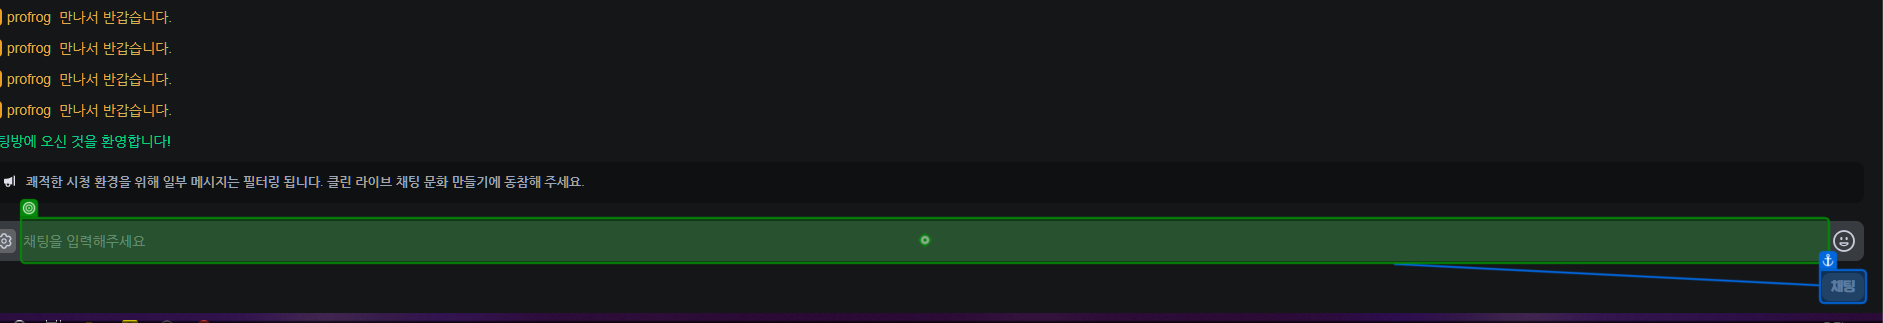 profrog 만나서 반갑습니다.
profrog 만나서 반갑습니다.
profrog 만나서 반갑습니다.
profrog 만나서 반갑습니다.
팅방에 오신 것을 환영합니다!
쾌적한 시청 환경을 위해 일부 메시지는 필터링 됩니다. 클린 라이브 채팅 문화 만들기에 동참해 주세요.
채팅을 입력해주세요
채팅